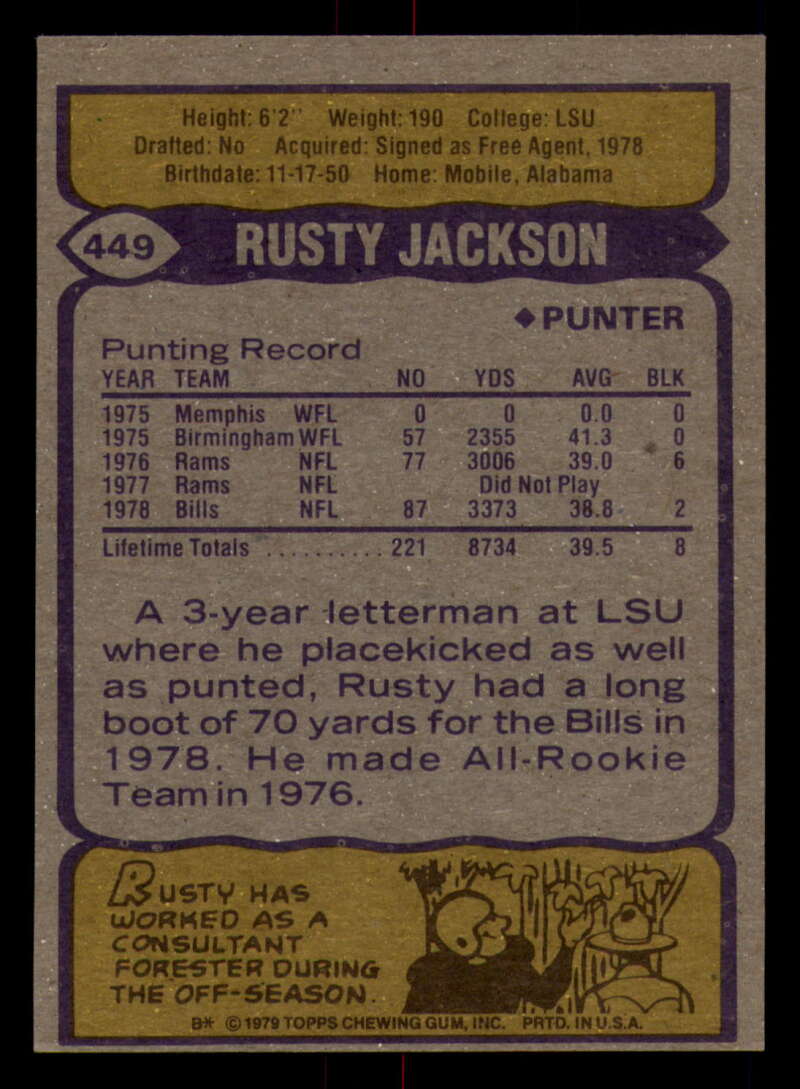 Height: 6'2" Weight: 190 College: LSU
Drafted: No Acquired: Signed as Free Agent, 1978
Birthdate: 11-17-50 Home: Mobile, Alabama
449 RUSTY JACKSON
◆ PUNTER
Punting Record
YEAR TEAM NO YDS AVG BLK
1975 Memphis WFL 0 0 0.0 0
1975 Birmingham WFL 57 2355 41.3 0
1976 Rams NFL 77 3006 39.0 6
1977 Rams NFL Did Not Play
1978 Bills NFL 87 3373 38.8 2
Lifetime Totals .......... 221 8734 39.5 8
A 3-year letterman at LSU
where he placekicked as well
as punted, Rusty had a long
boot of 70 yards for the Bills in
1978. He made All-Rookie
Team in 1976.
RUSTY HAS
WORKED AS A
CONSULTANT
FORESTER DURING
THE OFF-SEASON.
B* © 1979 TOPPS CHEWING GUM, INC. PRTD. IN U.S.A.